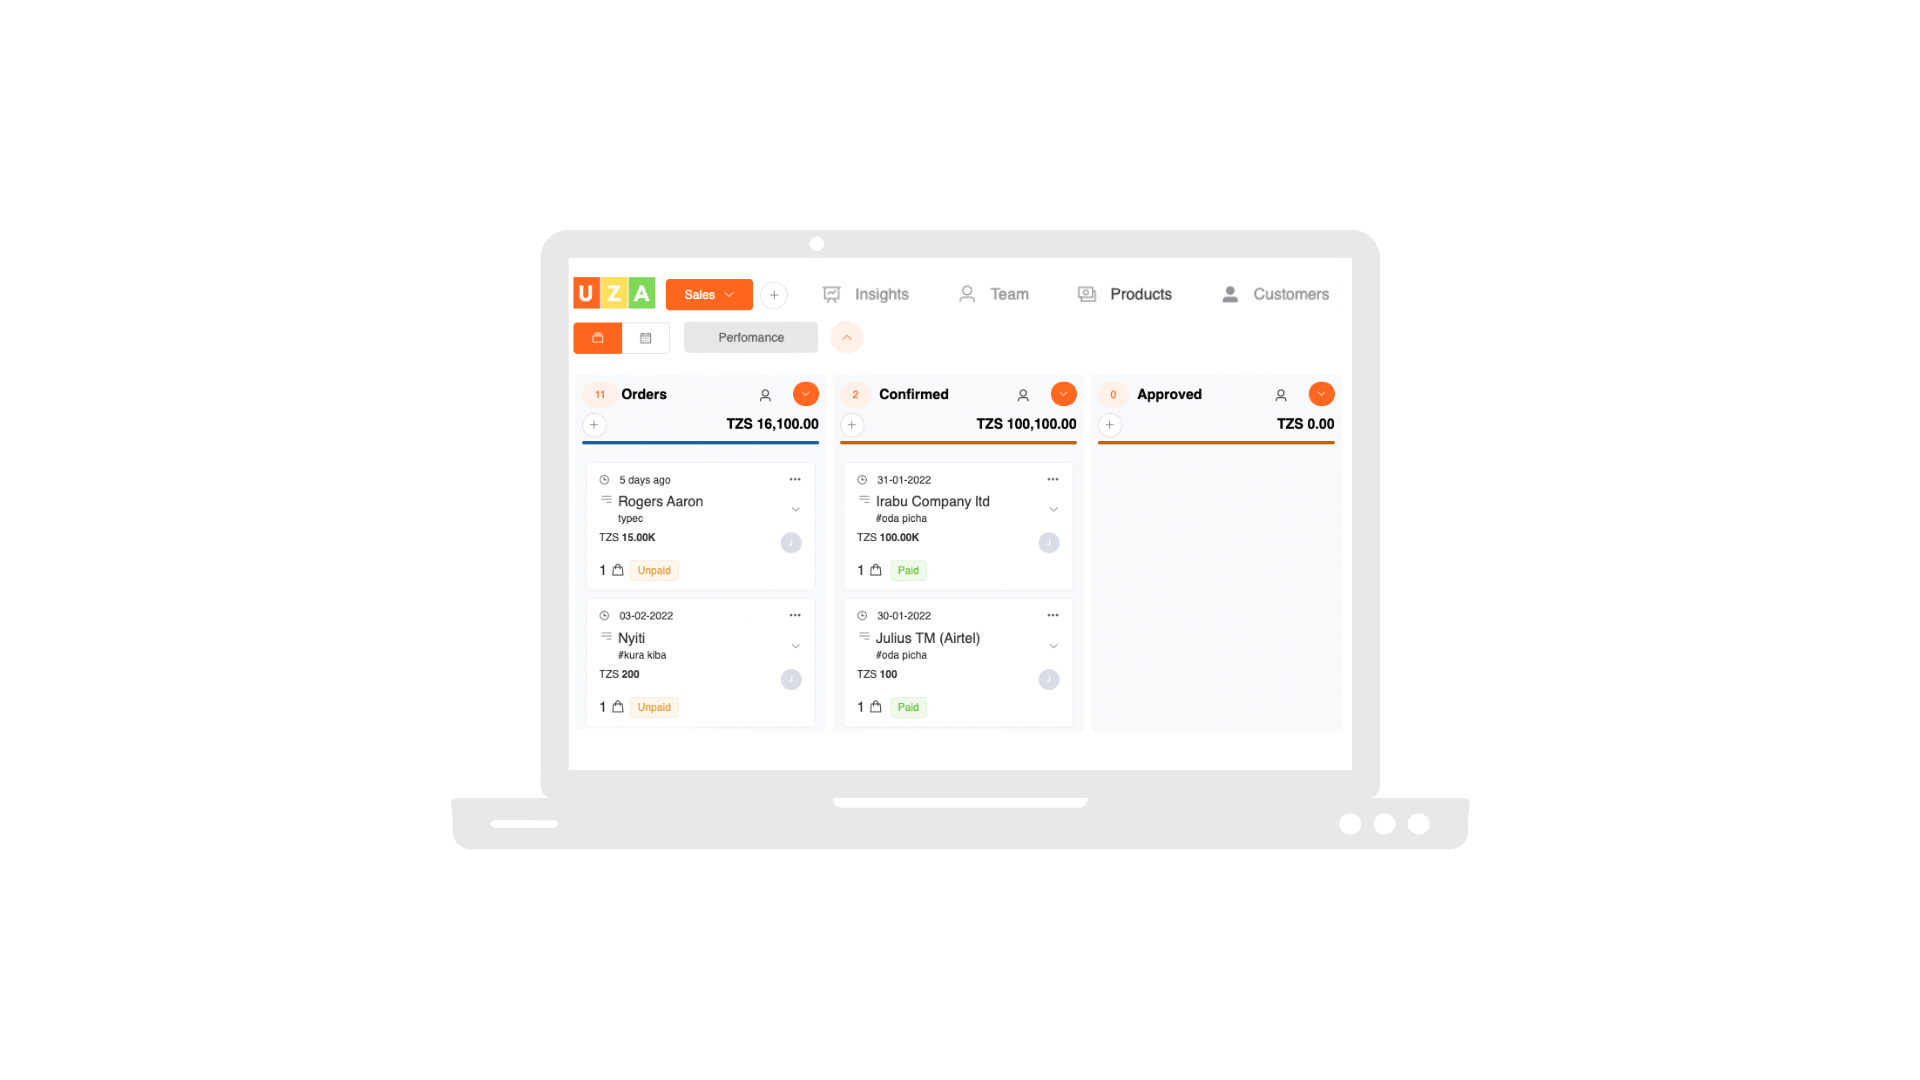 UZA Sales Insights Team Products Customers
Perfomance
11 Orders
TZS 16,100.00
5 days ago
Rogers Aaron
typec
TZS 15.00K
J
1 Unpaid
03-02-2022
Nyiti
#kura kiba
TZS 200
J
1 Unpaid
2 Confirmed
TZS 100,100.00
31-01-2022
Irabu Company ltd
#oda picha
TZS 100.00K
J
1 Paid
30-01-2022
Julius TM (Airtel)
#oda picha
TZS 100
J
1 Paid
0 Approved
TZS 0.00